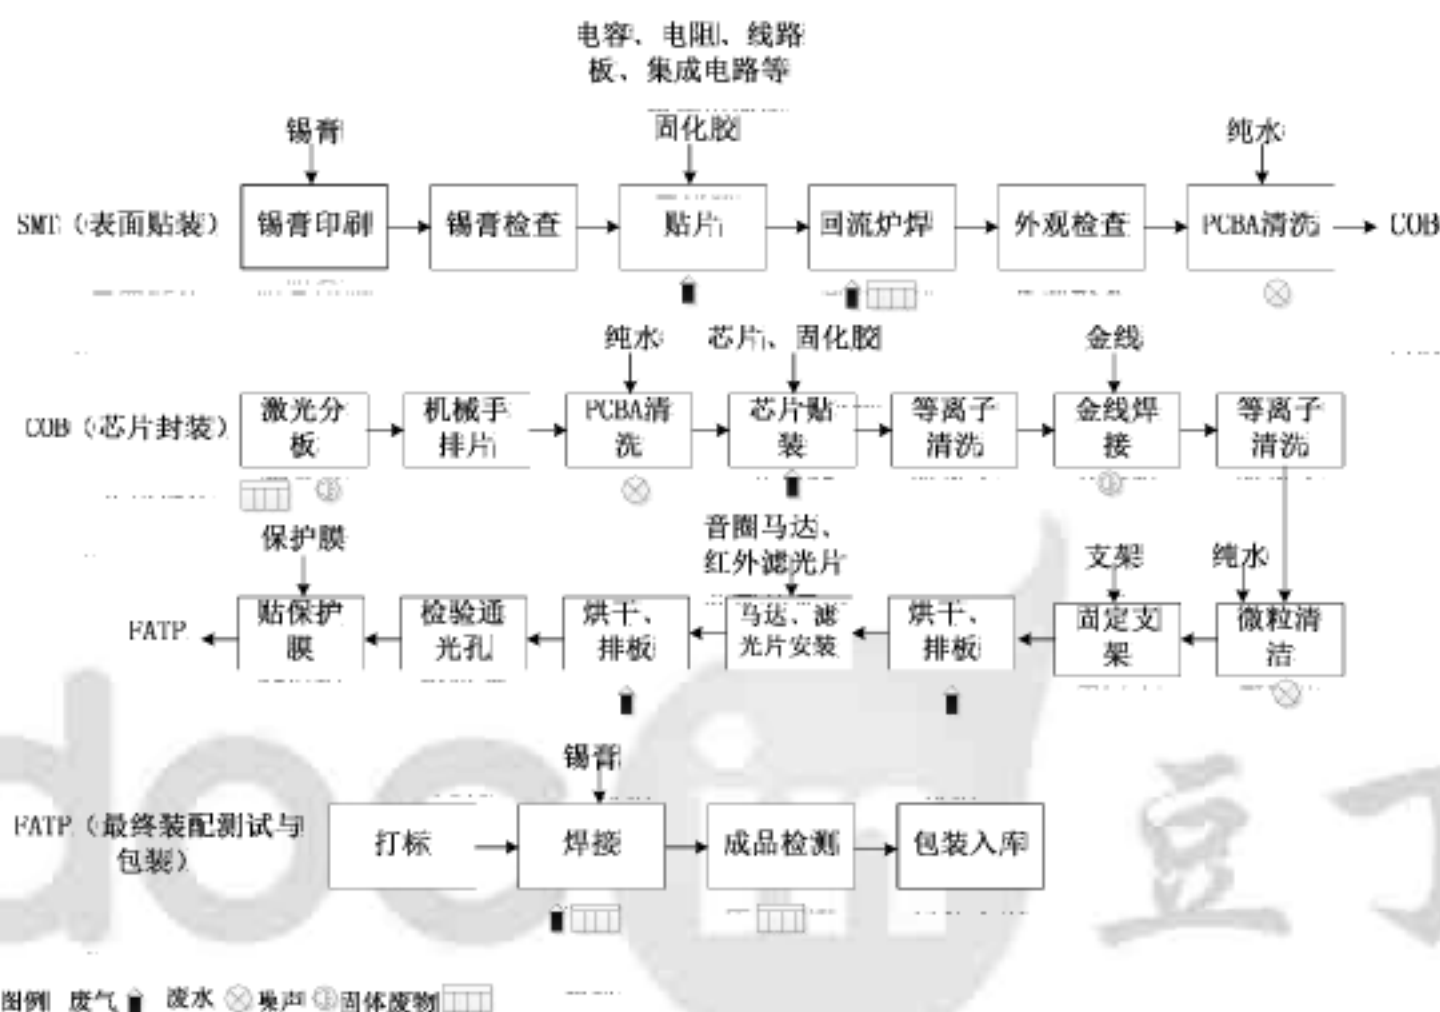 电容、电阻、线路
板、集成电路等
锡膏
固化胶
纯水
SMT（表面贴装）
锡膏印刷
锡膏检查
贴片
回流炉焊
外观检查
PCBA清洗
COB
纯水
芯片、固化胶
金线
COB（芯片封装）
激光分
板
机械手
排片
PCBA清
洗
芯片贴
装
等离子
清洗
金线焊
接
等离子
清洗
保护膜
音圈马达、
红外滤光片
支架
纯水
FATP
贴保护
膜
检验通
光孔
烘干、
排板
马达、滤
光片安装
烘干、
排板
固定支
架
微粒清
洁
锡膏
FATP（最终装配测试与
包装）
打标
焊接
成品检测
包装入库
图例 废气 废水 噪声 固体废物
docin
豆丁